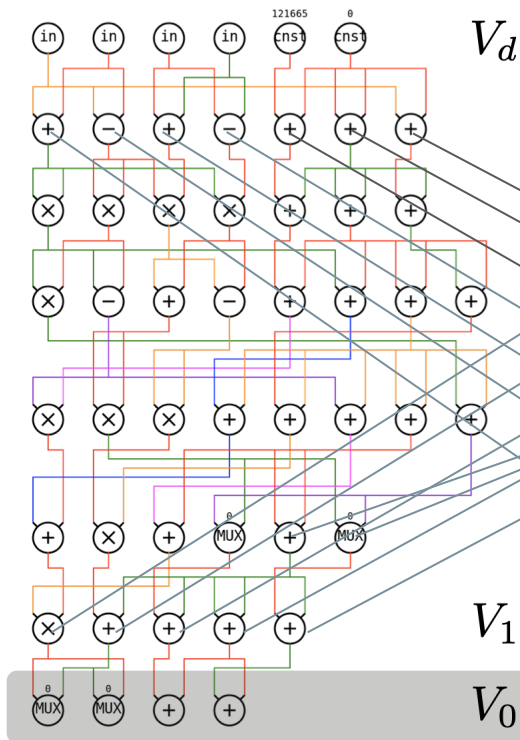 121665 0
in in in in cnst cnst V_d
+ − + − + + +
× × × × + + +
× − + − + + + +
× × × + + + + +
0 0
+ × + MUX + MUX
× + + + + V_1
0 0
MUX MUX + + V_0